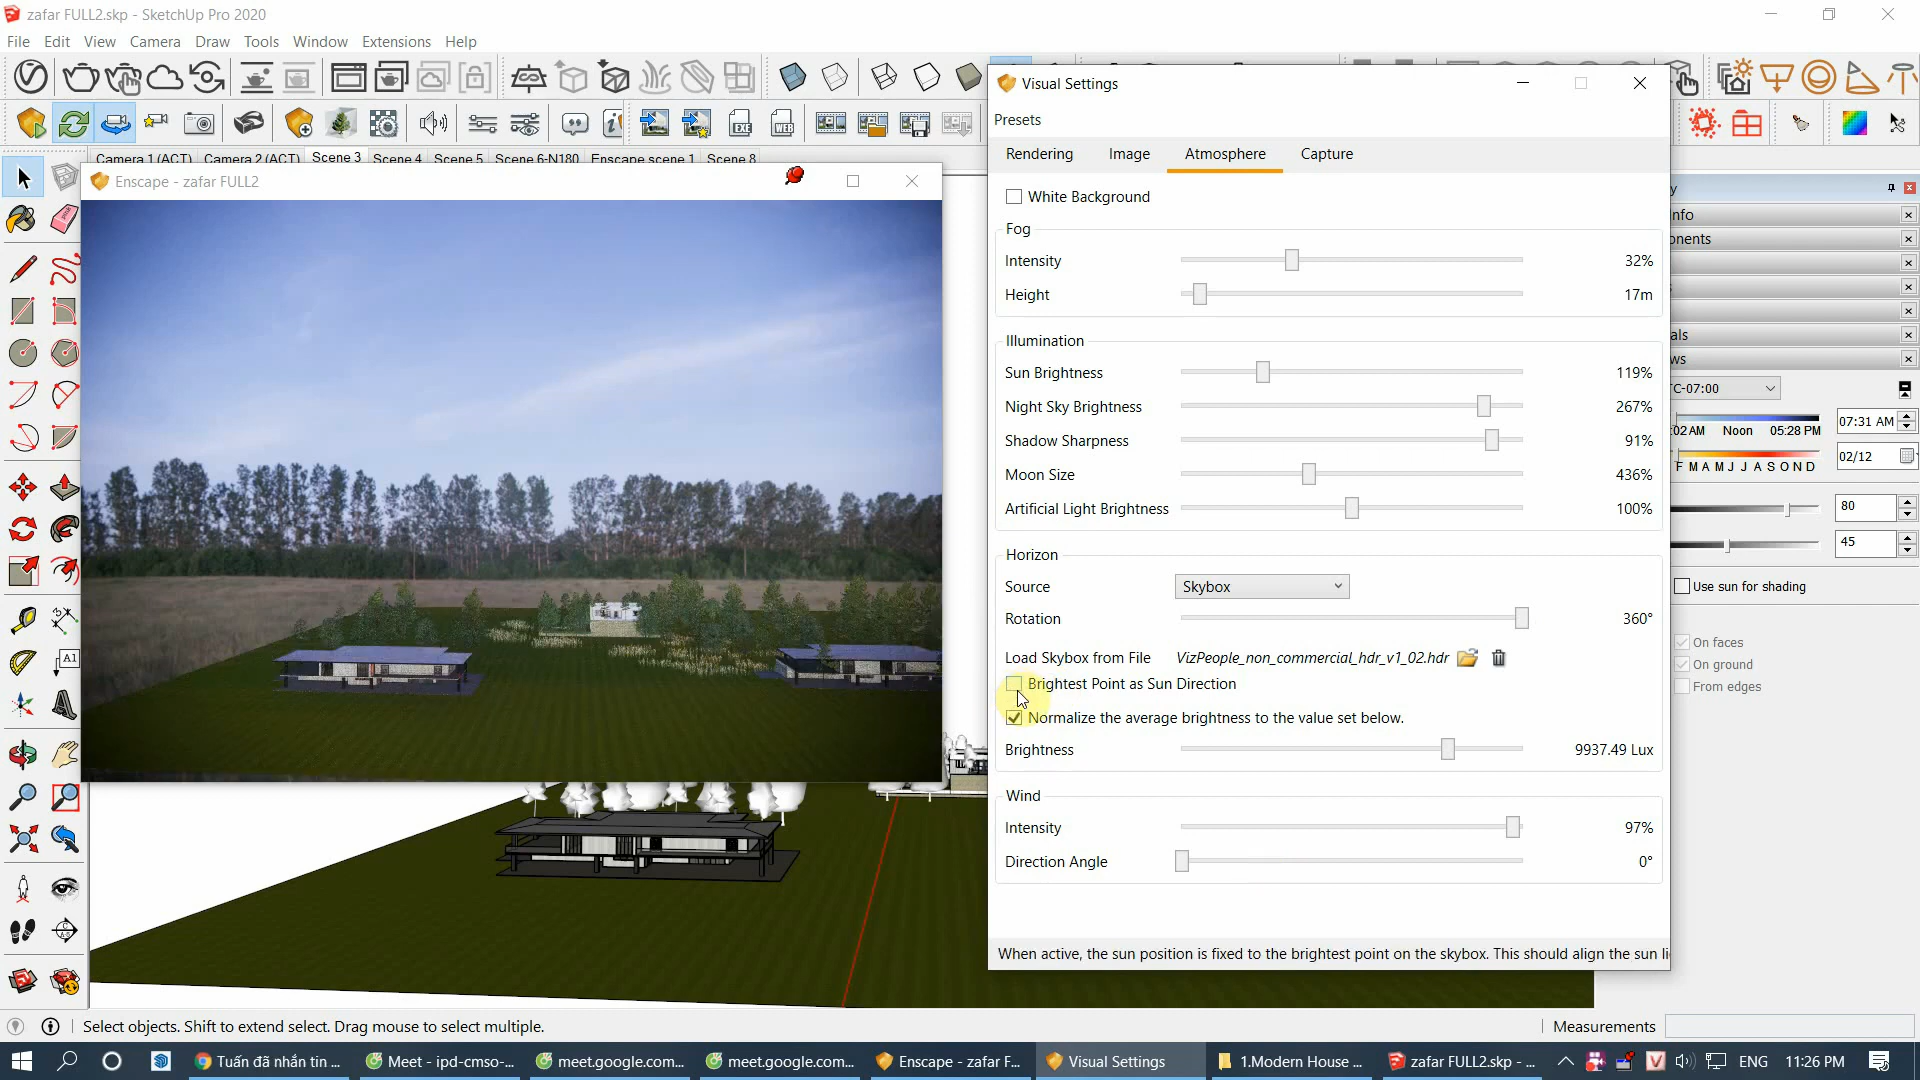 zafar FULL2.skp - SketchUp Pro 2020
File Edit View Camera Draw Tools Window Extensions Help
Camera 1 (ACT) Camera 2 (ACT) Scene 3 Scene 4 Scene 5 Scene 6-N180 Enscape scene 1 Scene 8
Enscape - zafar FULL2
Visual Settings
Presets
Rendering Image Atmosphere Capture
White Background
Fog
Intensity 32%
Height 17m
Illumination
Sun Brightness 119%
Night Sky Brightness 267%
Shadow Sharpness 91%
Moon Size 436%
Artificial Light Brightness 100%
Horizon
Source Skybox
Rotation 360°
Load Skybox from File VizPeople_non_commercial_hdr_v1_02.hdr
Brightest Point as Sun Direction
Normalize the average brightness to the value set below.
Brightness 9937.49 Lux
Wind
Intensity 97%
Direction Angle 0°
When active, the sun position is fixed to the brightest point on the skybox. This should align the sun li
y
nfo
onents
als
ws
C-07:00
02AM Noon 05:28 PM 07:31 AM
F M A M J J A S O N D 02/12
80
45
Use sun for shading
On faces
On ground
From edges
A1
EXE
WEB
Select objects. Shift to extend select. Drag mouse to select multiple.
Measurements
Tuấn đã nhắn tin ... Meet - ipd-cmso-... meet.google.com... meet.google.com... Enscape - zafar F... Visual Settings 1.Modern House ... zafar FULL2.skp - ... ENG 11:26 PM